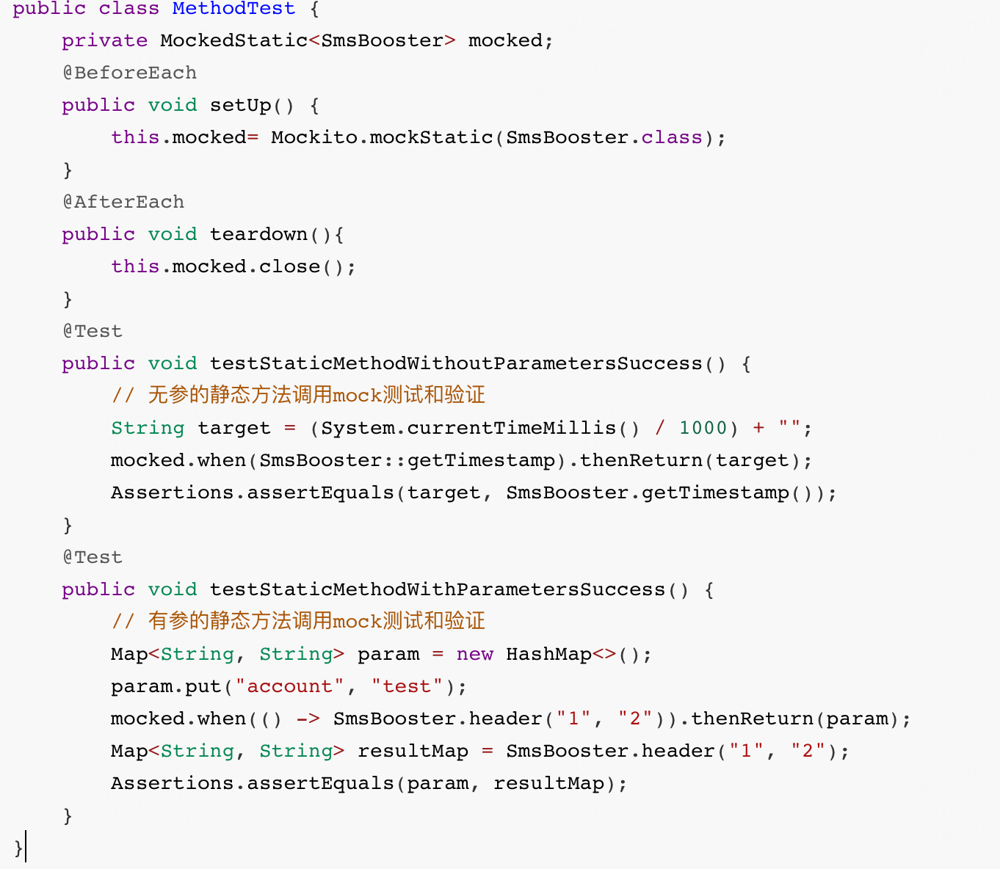 public class MethodTest {
    private MockedStatic<SmsBooster> mocked;
    @BeforeEach
    public void setUp() {
        this.mocked= Mockito.mockStatic(SmsBooster.class);
    }
    @AfterEach
    public void teardown(){
        this.mocked.close();
    }
    @Test
    public void testStaticMethodWithoutParametersSuccess() {
        // 无参的静态方法调用mock测试和验证
        String target = (System.currentTimeMillis() / 1000) + "";
        mocked.when(SmsBooster::getTimestamp).thenReturn(target);
        Assertions.assertEquals(target, SmsBooster.getTimestamp());
    }
    @Test
    public void testStaticMethodWithParametersSuccess() {
        // 有参的静态方法调用mock测试和验证
        Map<String, String> param = new HashMap<>();
        param.put("account", "test");
        mocked.when(() -> SmsBooster.header("1", "2")).thenReturn(param);
        Map<String, String> resultMap = SmsBooster.header("1", "2");
        Assertions.assertEquals(param, resultMap);
    }
}